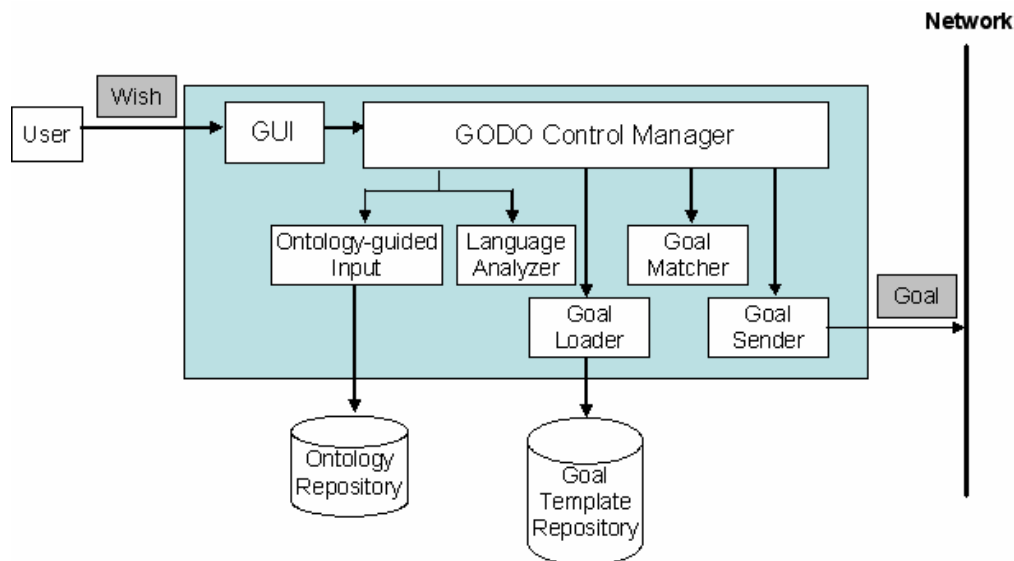 Network
Wish
User
GUI
GODO Control Manager
Ontology-guided
Input
Language
Analyzer
Goal
Matcher
Goal
Loader
Goal
Sender
Goal
Ontology
Repository
Goal
Template
Repository